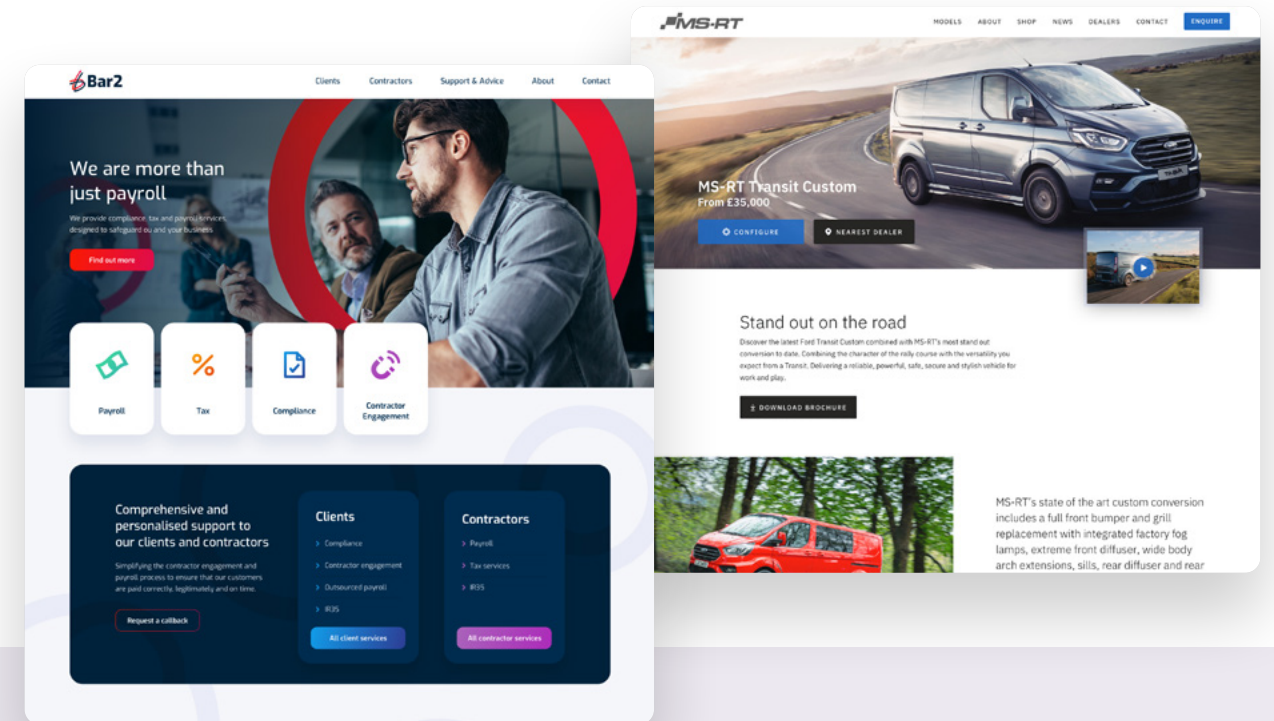 Bar2
Clients
Contractors
Support & Advice
About
Contact
We are more than
just payroll
We provide compliance, tax and payroll services
designed to safeguard ou and your business
Find out more
Payroll
Tax
Compliance
Contractor
Engagement
Comprehensive and
personalised support to
our clients and contractors
Simplifying the contractor engagement and
payroll process to ensure that our customers
are paid correctly, legitimately and on time.
Request a callback
Clients
Compliance
Contractor engagement
Outsourced payroll
IR35
All client services
Contractors
Payroll
Tax services
IR35
All contractor services
MS-RT
MODELS
ABOUT
SHOP
NEWS
DEALERS
CONTACT
ENQUIRE
MS-RT Transit Custom
From £35,000
CONFIGURE
NEAREST DEALER
Stand out on the road
Discover the latest Ford Transit Custom combined with MS-RT's most stand out
conversion to date. Combining the character of the rally course with the versatility you
expect from a Transit. Delivering a reliable, powerful, safe, secure and stylish vehicle for
work and play.
DOWNLOAD BROCHURE
MS-RT's state of the art custom conversion
includes a full front bumper and grill
replacement with integrated factory fog
lamps, extreme front diffuser, wide body
arch extensions, sills, rear diffuser and rear